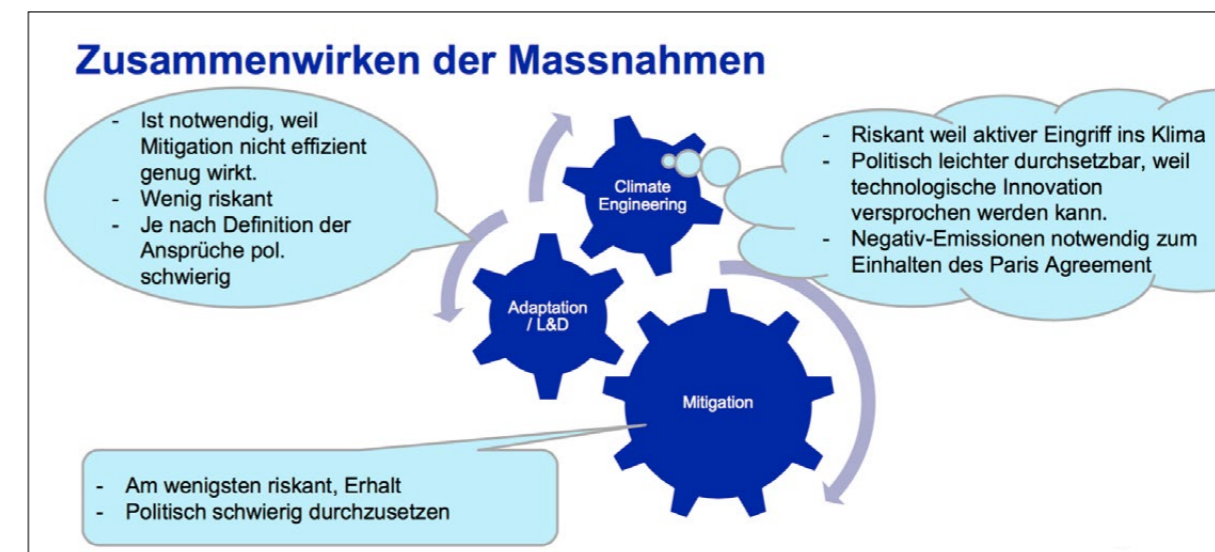 Zusammenwirken der Massnahmen
- Ist notwendig, weil
Mitigation nicht effizient
genug wirkt.
- Wenig riskant
- Je nach Definition der
Ansprüche pol.
schwierig
Climate
Engineering
- Riskant weil aktiver Eingriff ins Klima
- Politisch leichter durchsetzbar, weil
technologische Innovation
versprochen werden kann.
- Negativ-Emissionen notwendig zum
Einhalten des Paris Agreement
Adaptation
/ L&D
Mitigation
- Am wenigsten riskant, Erhalt
- Politisch schwierig durchzusetzen